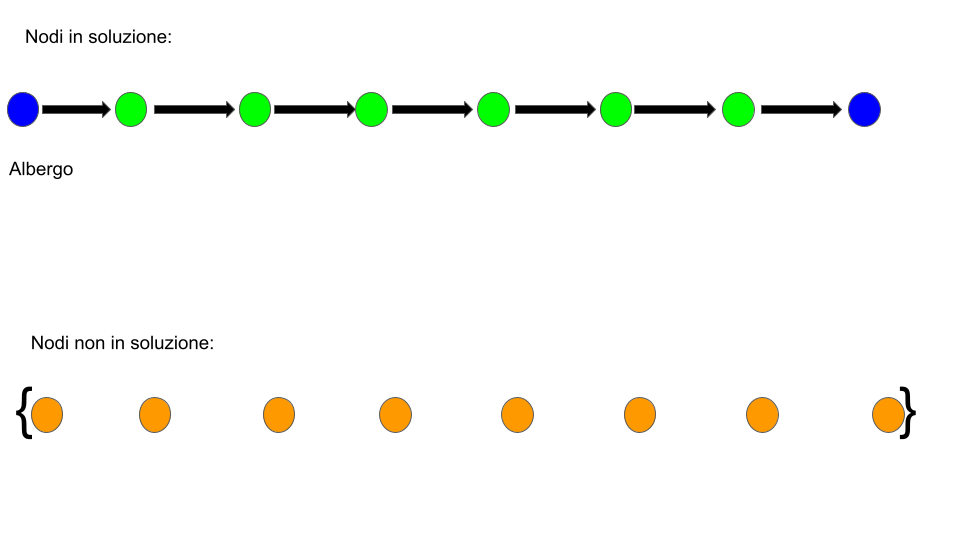 Nodi in soluzione:
Albergo
Nodi non in soluzione:
{ }